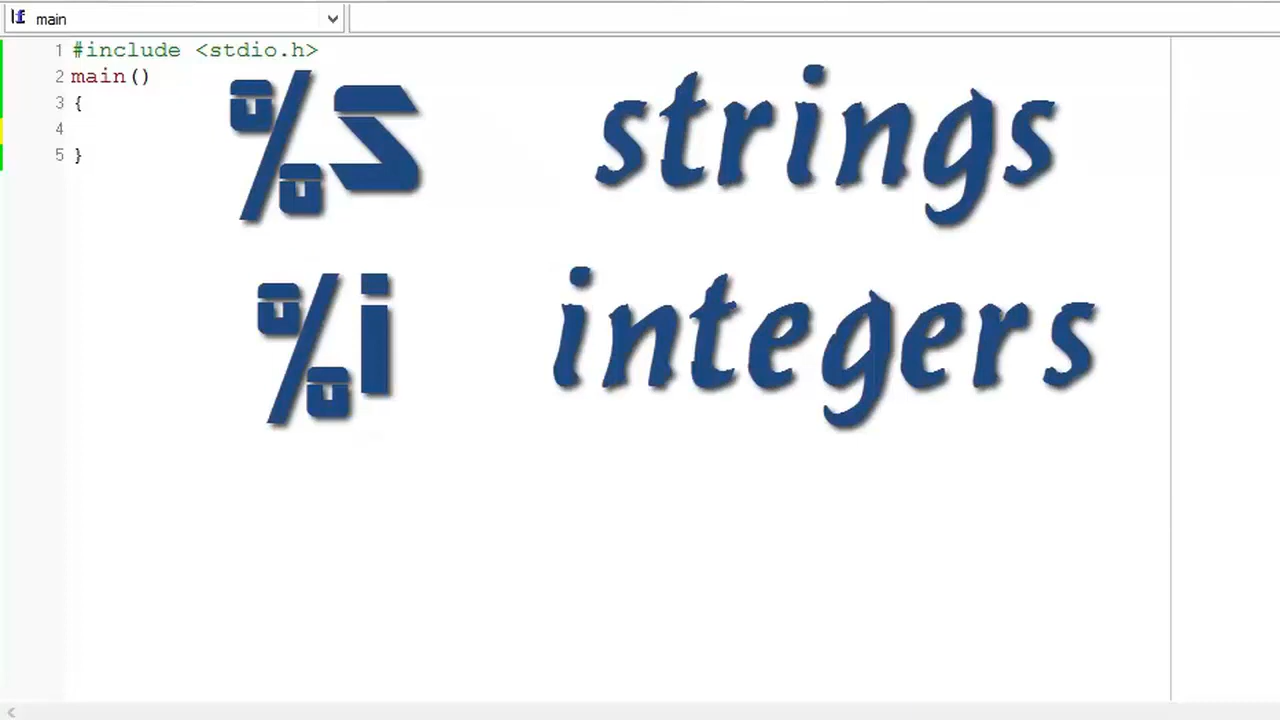 main
1 #include <stdio.h>
2 main()
3 {
4
5 }
%s strings
%i integers